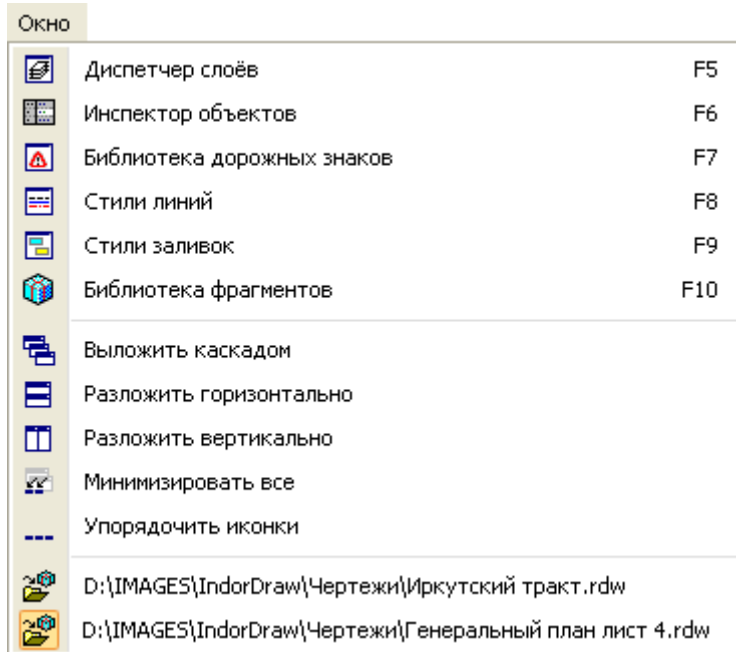 Окно
Диспетчер слоёв F5
Инспектор объектов F6
Библиотека дорожных знаков F7
Стили линий F8
Стили заливок F9
Библиотека фрагментов F10
Выложить каскадом
Разложить горизонтально
Разложить вертикально
Минимизировать все
Упорядочить иконки
D:\IMAGES\IndorDraw\Чертежи\Иркутский тракт.rdw
D:\IMAGES\IndorDraw\Чертежи\Генеральный план лист 4.rdw